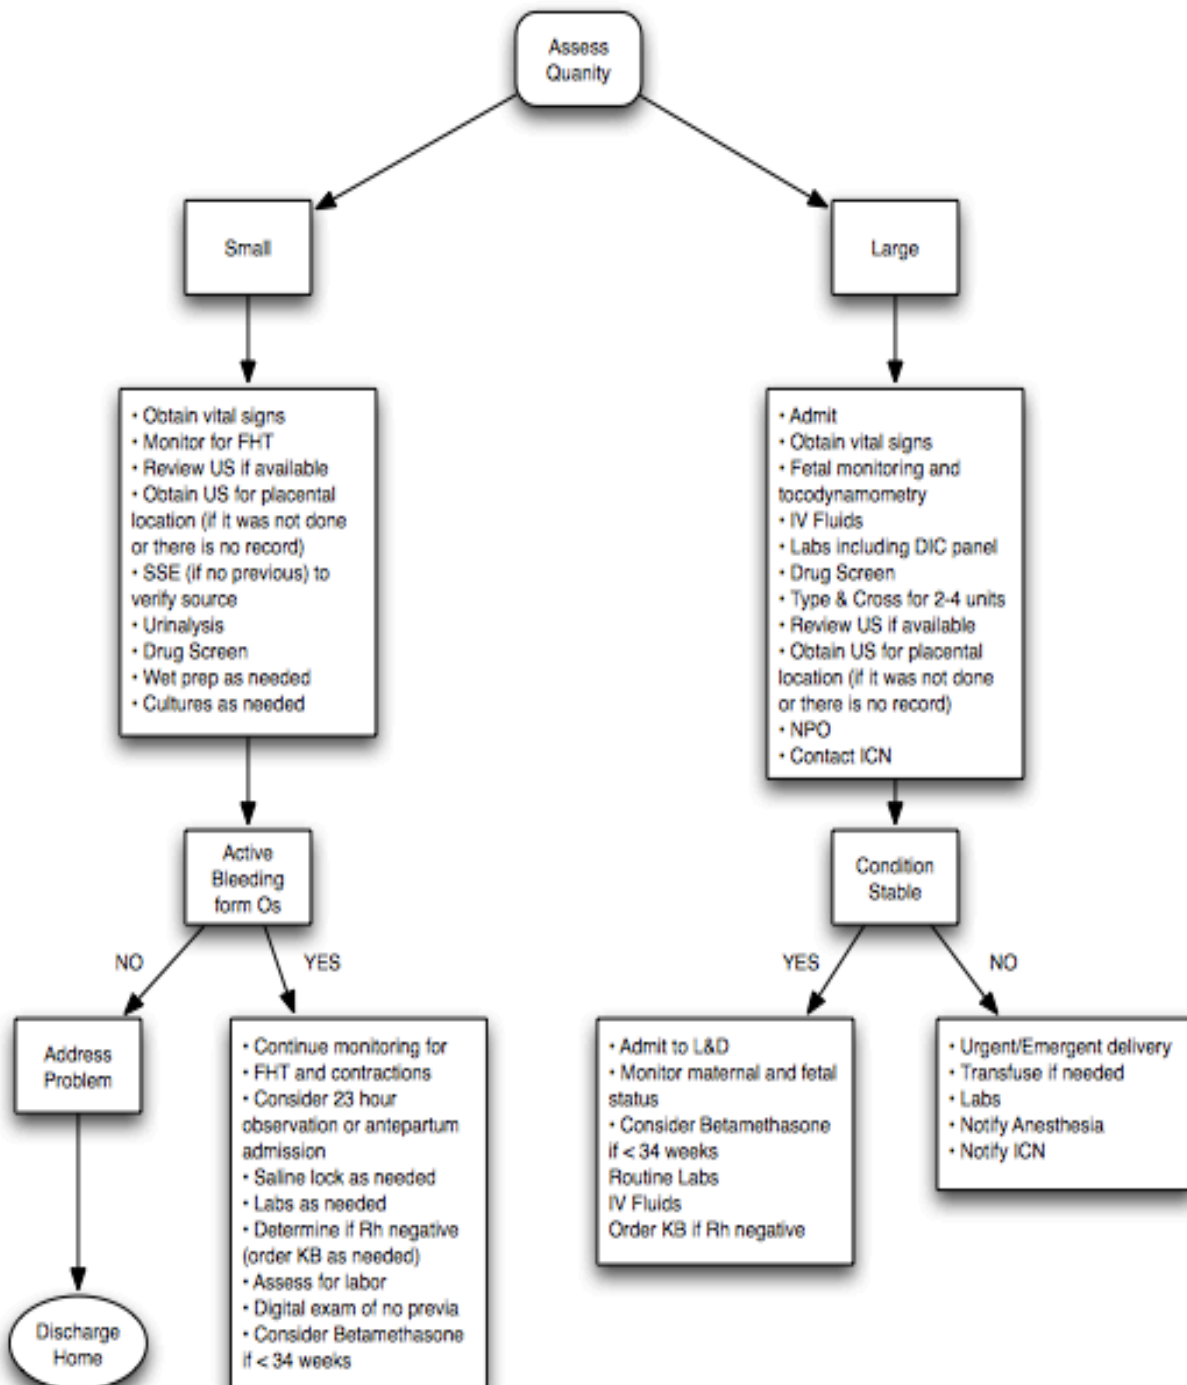 Assess
Quanity
Small
Large
• Obtain vital signs
• Monitor for FHT
• Review US if available
• Obtain US for placental
location (if it was not done
or there is no record)
• SSE (if no previous) to
verify source
• Urinalysis
• Drug Screen
• Wet prep as needed
• Cultures as needed
• Admit
• Obtain vital signs
• Fetal monitoring and
tocodynamometry
• IV Fluids
• Labs including DIC panel
• Drug Screen
• Type & Cross for 2-4 units
• Review US if available
• Obtain US for placental
location (if it was not done
or there is no record)
• NPO
• Contact ICN
Active
Bleeding
form Os
Condition
Stable
NO
YES
YES
NO
Address
Problem
• Continue monitoring for
• FHT and contractions
• Consider 23 hour
observation or antepartum
admission
• Saline lock as needed
• Labs as needed
• Determine if Rh negative
(order KB as needed)
• Assess for labor
• Digital exam of no previa
• Consider Betamethasone
if < 34 weeks
• Admit to L&D
• Monitor maternal and fetal
status
• Consider Betamethasone
if < 34 weeks
Routine Labs
IV Fluids
Order KB if Rh negative
• Urgent/Emergent delivery
• Transfuse if needed
• Labs
• Notify Anesthesia
• Notify ICN
Discharge
Home